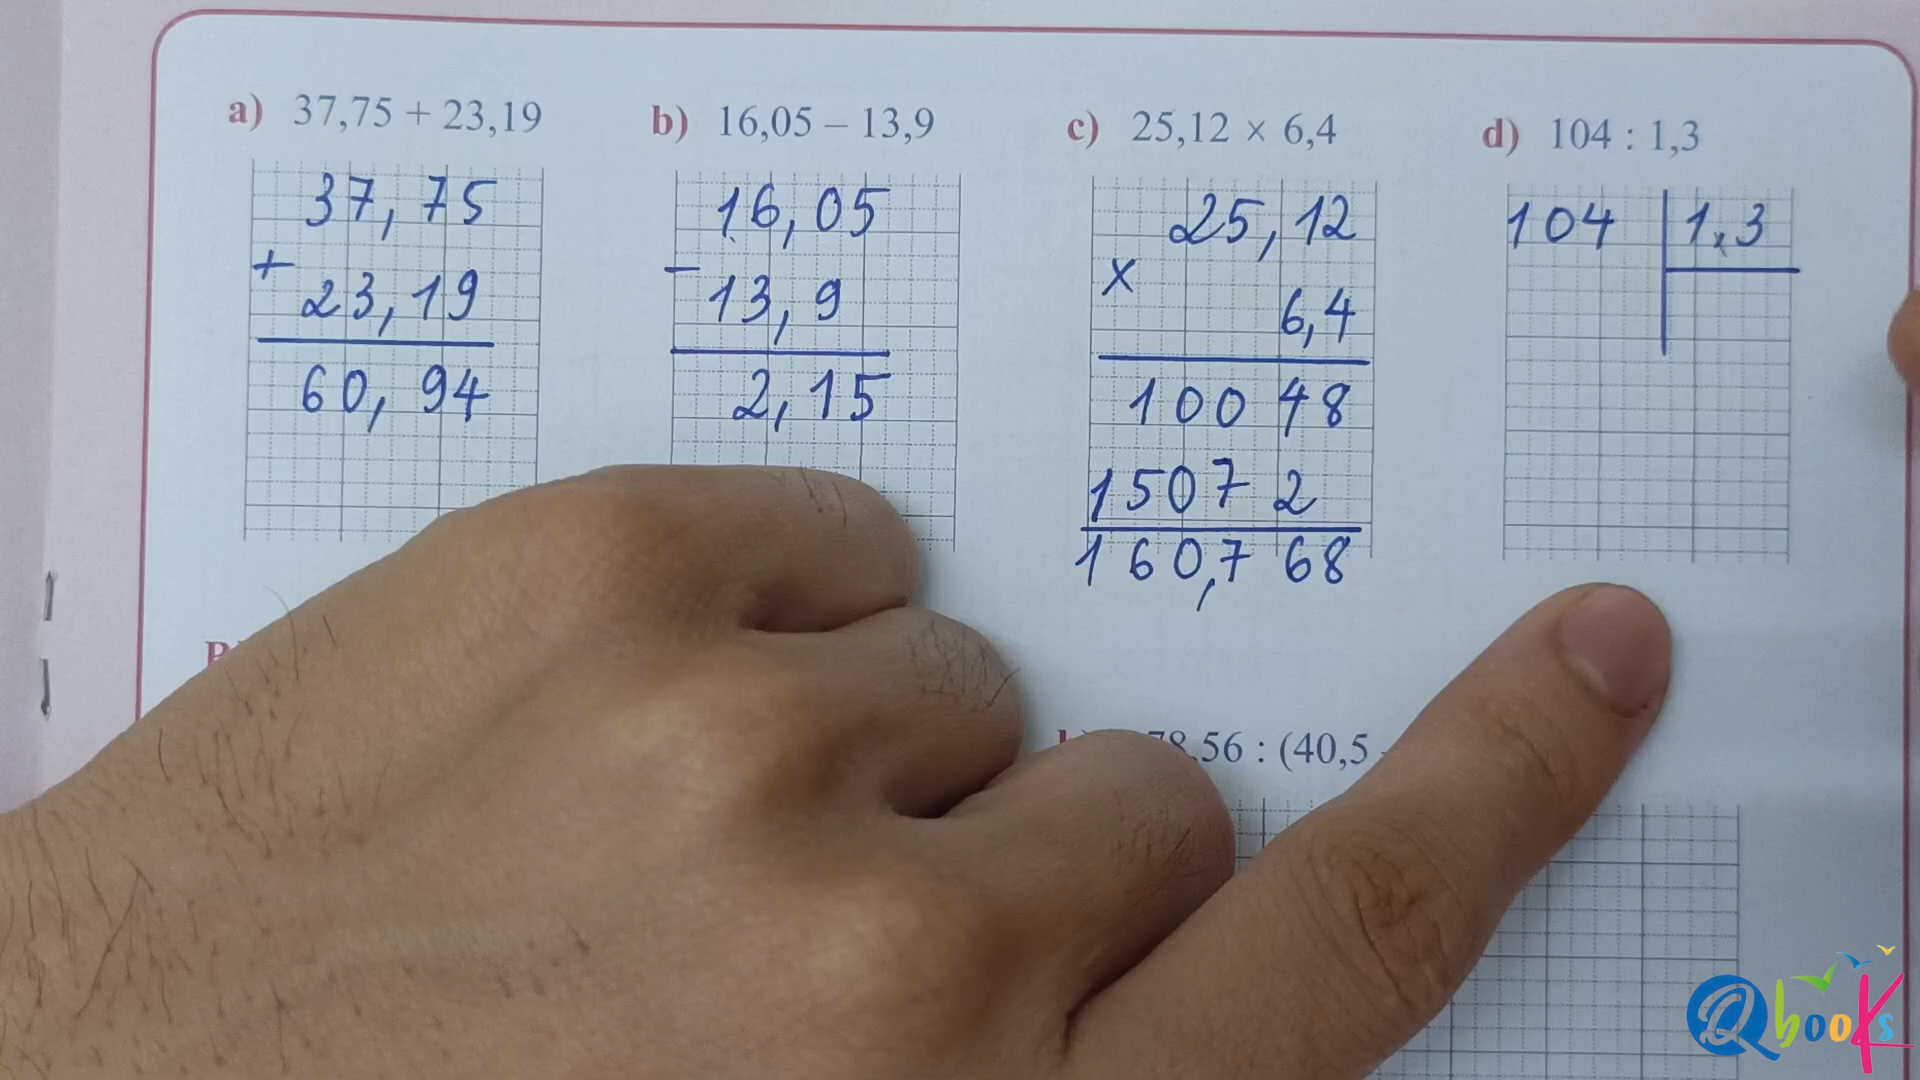 a) 37,75 + 23,19
37,75
+
23,19
60,94
b) 16,05 – 13,9
16,05
–
13,9
2,15
c) 25,12 × 6,4
25,12
×
6,4
10048
15072
160,768
d) 104 : 1,3
104 1,3
78,56 : (40,5
Qbooks